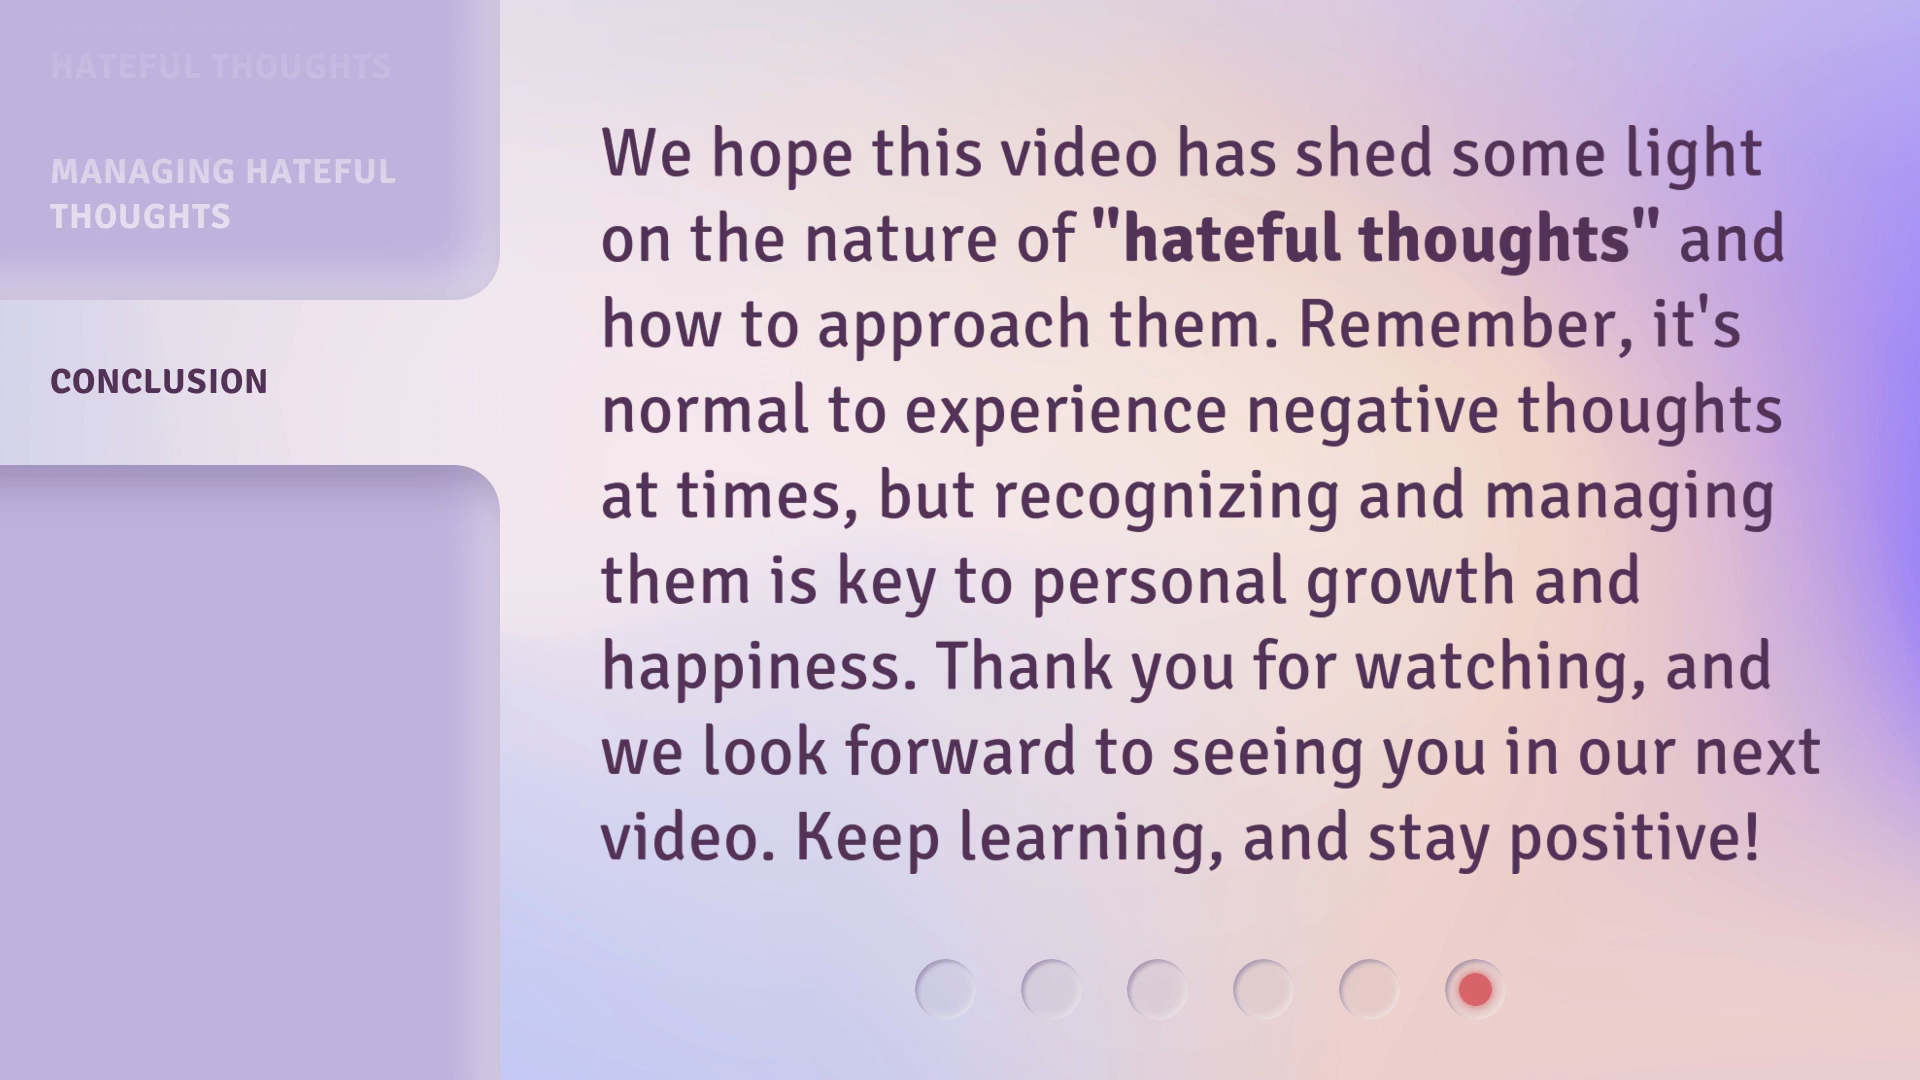 HATEFUL THOUGHTS
MANAGING HATEFUL
THOUGHTS
CONCLUSION
We hope this video has shed some light
on the nature of "hateful thoughts" and
how to approach them. Remember, it's
normal to experience negative thoughts
at times, but recognizing and managing
them is key to personal growth and
happiness. Thank you for watching, and
we look forward to seeing you in our next
video. Keep learning, and stay positive!